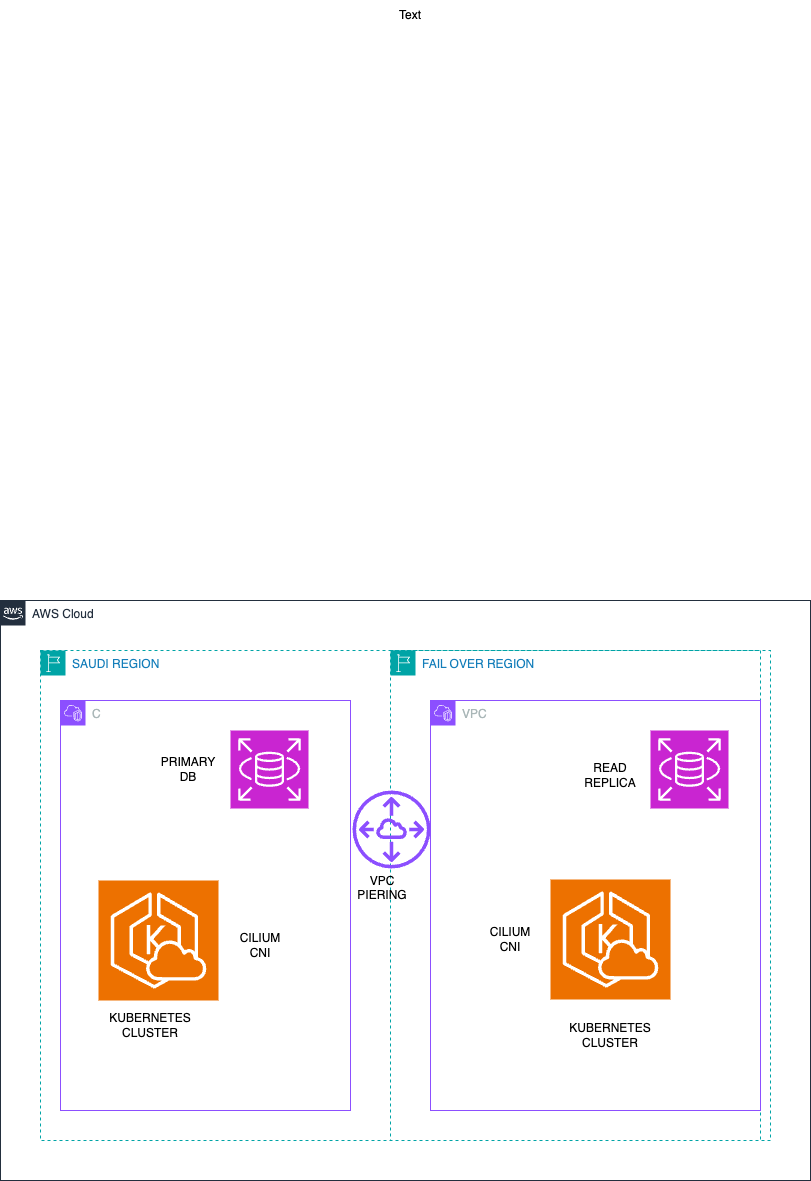 Text
aws
AWS Cloud
SAUDI REGION
FAIL OVER REGION
C
VPC
PRIMARY
DB
READ
REPLICA
VPC
PIERING
K
CILIUM
CNI
KUBERNETES
CLUSTER
CILIUM
CNI
K
KUBERNETES
CLUSTER